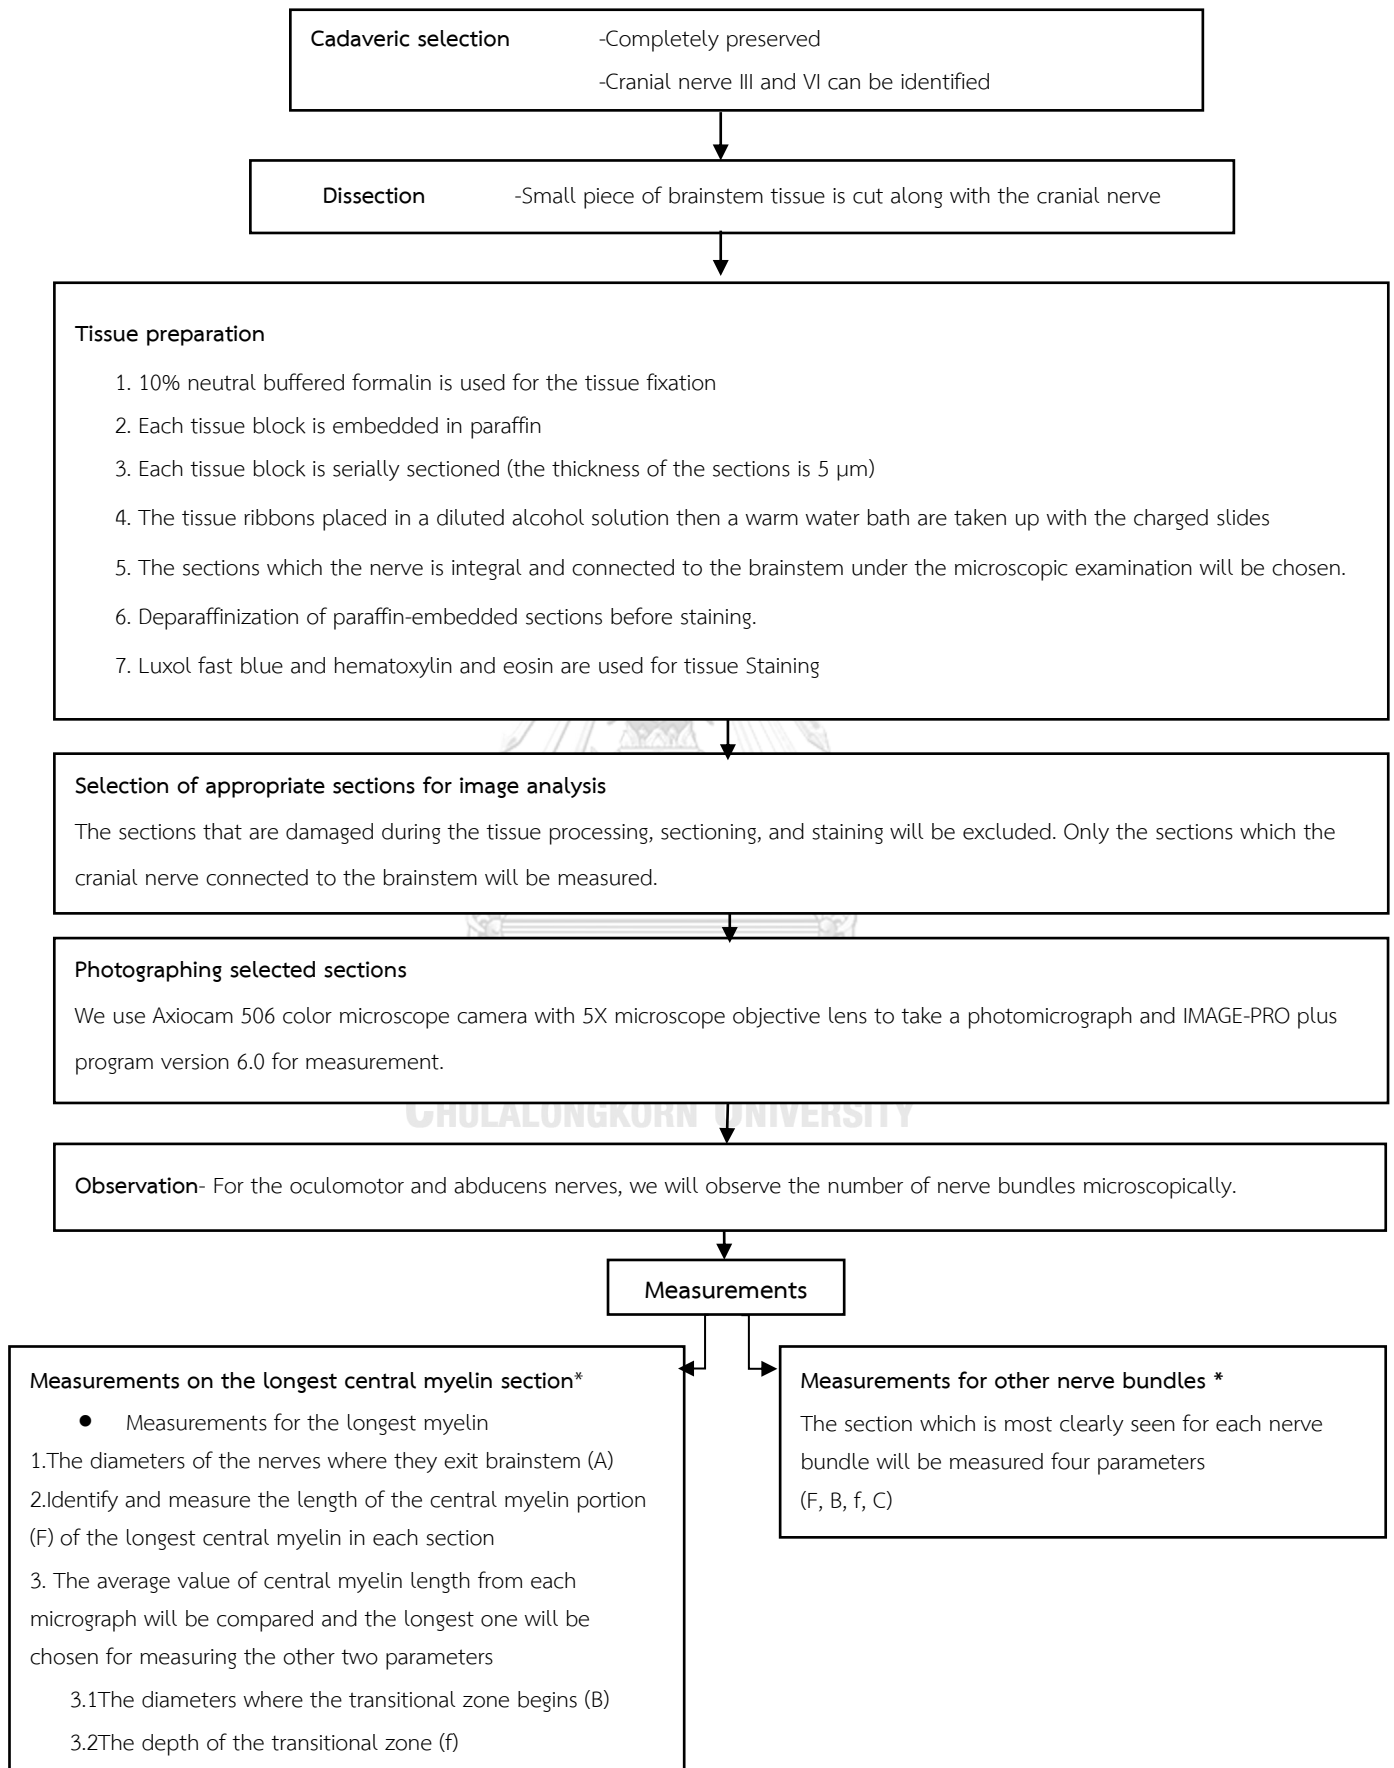 Cadaveric selection -Completely preserved
-Cranial nerve III and VI can be identified
Dissection -Small piece of brainstem tissue is cut along with the cranial nerve
Tissue preparation
1. 10% neutral buffered formalin is used for the tissue fixation
2. Each tissue block is embedded in paraffin
3. Each tissue block is serially sectioned (the thickness of the sections is 5 µm)
4. The tissue ribbons placed in a diluted alcohol solution then a warm water bath are taken up with the charged slides
5. The sections which the nerve is integral and connected to the brainstem under the microscopic examination will be chosen.
6. Deparaffinization of paraffin-embedded sections before staining.
7. Luxol fast blue and hematoxylin and eosin are used for tissue Staining
Selection of appropriate sections for image analysis
The sections that are damaged during the tissue processing, sectioning, and staining will be excluded. Only the sections which the
cranial nerve connected to the brainstem will be measured.
Photographing selected sections
We use Axiocam 506 color microscope camera with 5X microscope objective lens to take a photomicrograph and IMAGE-PRO plus
program version 6.0 for measurement.
CHULALONGKORN UNIVERSITY
Observation- For the oculomotor and abducens nerves, we will observe the number of nerve bundles microscopically.
Measurements
Measurements on the longest central myelin section*
● Measurements for the longest myelin
1.The diameters of the nerves where they exit brainstem (A)
2.Identify and measure the length of the central myelin portion
(F) of the longest central myelin in each section
3. The average value of central myelin length from each
micrograph will be compared and the longest one will be
chosen for measuring the other two parameters
3.1The diameters where the transitional zone begins (B)
3.2The depth of the transitional zone (f)
Measurements for other nerve bundles *
The section which is most clearly seen for each nerve
bundle will be measured four parameters
(F, B, f, C)